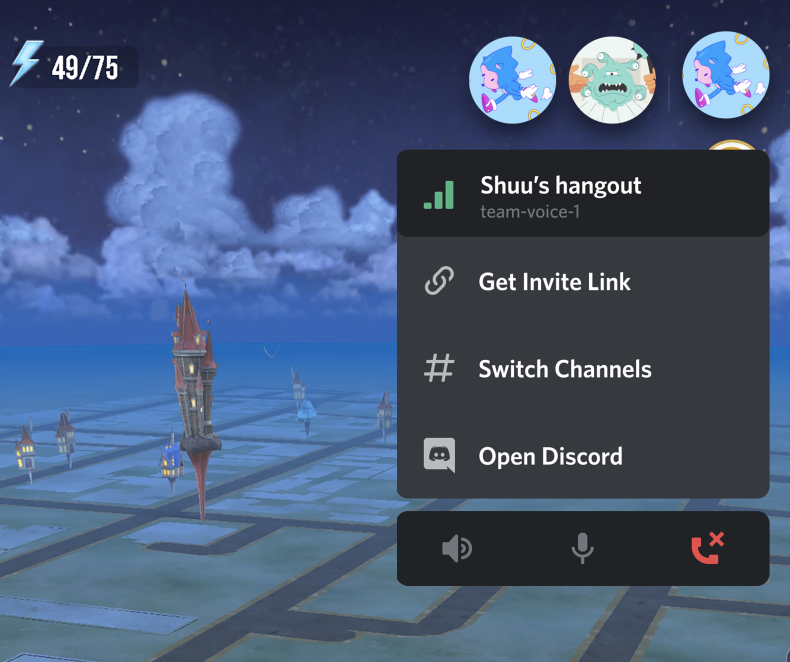 49/75
Shuu's hangout
team-voice-1
Get Invite Link
Switch Channels
Open Discord